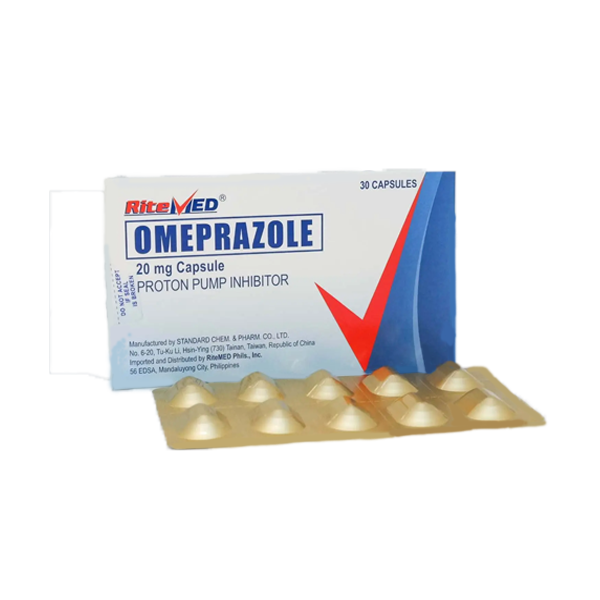 30 CAPSULES
RiteMED®
OMEPRAZOLE
20 mg Capsule
PROTON PUMP INHIBITOR
DO NOT ACCEPT
IF SEAL
IS BROKEN
Manufactured by STANDARD CHEM. & PHARM. CO., LTD.
No. 6-20, Tu-Ku Li, Hsin-Ying (730) Tainan, Taiwan, Republic of China
Imported and Distributed by RiteMED Phils., Inc.
56 EDSA, Mandaluyong City, Philippines